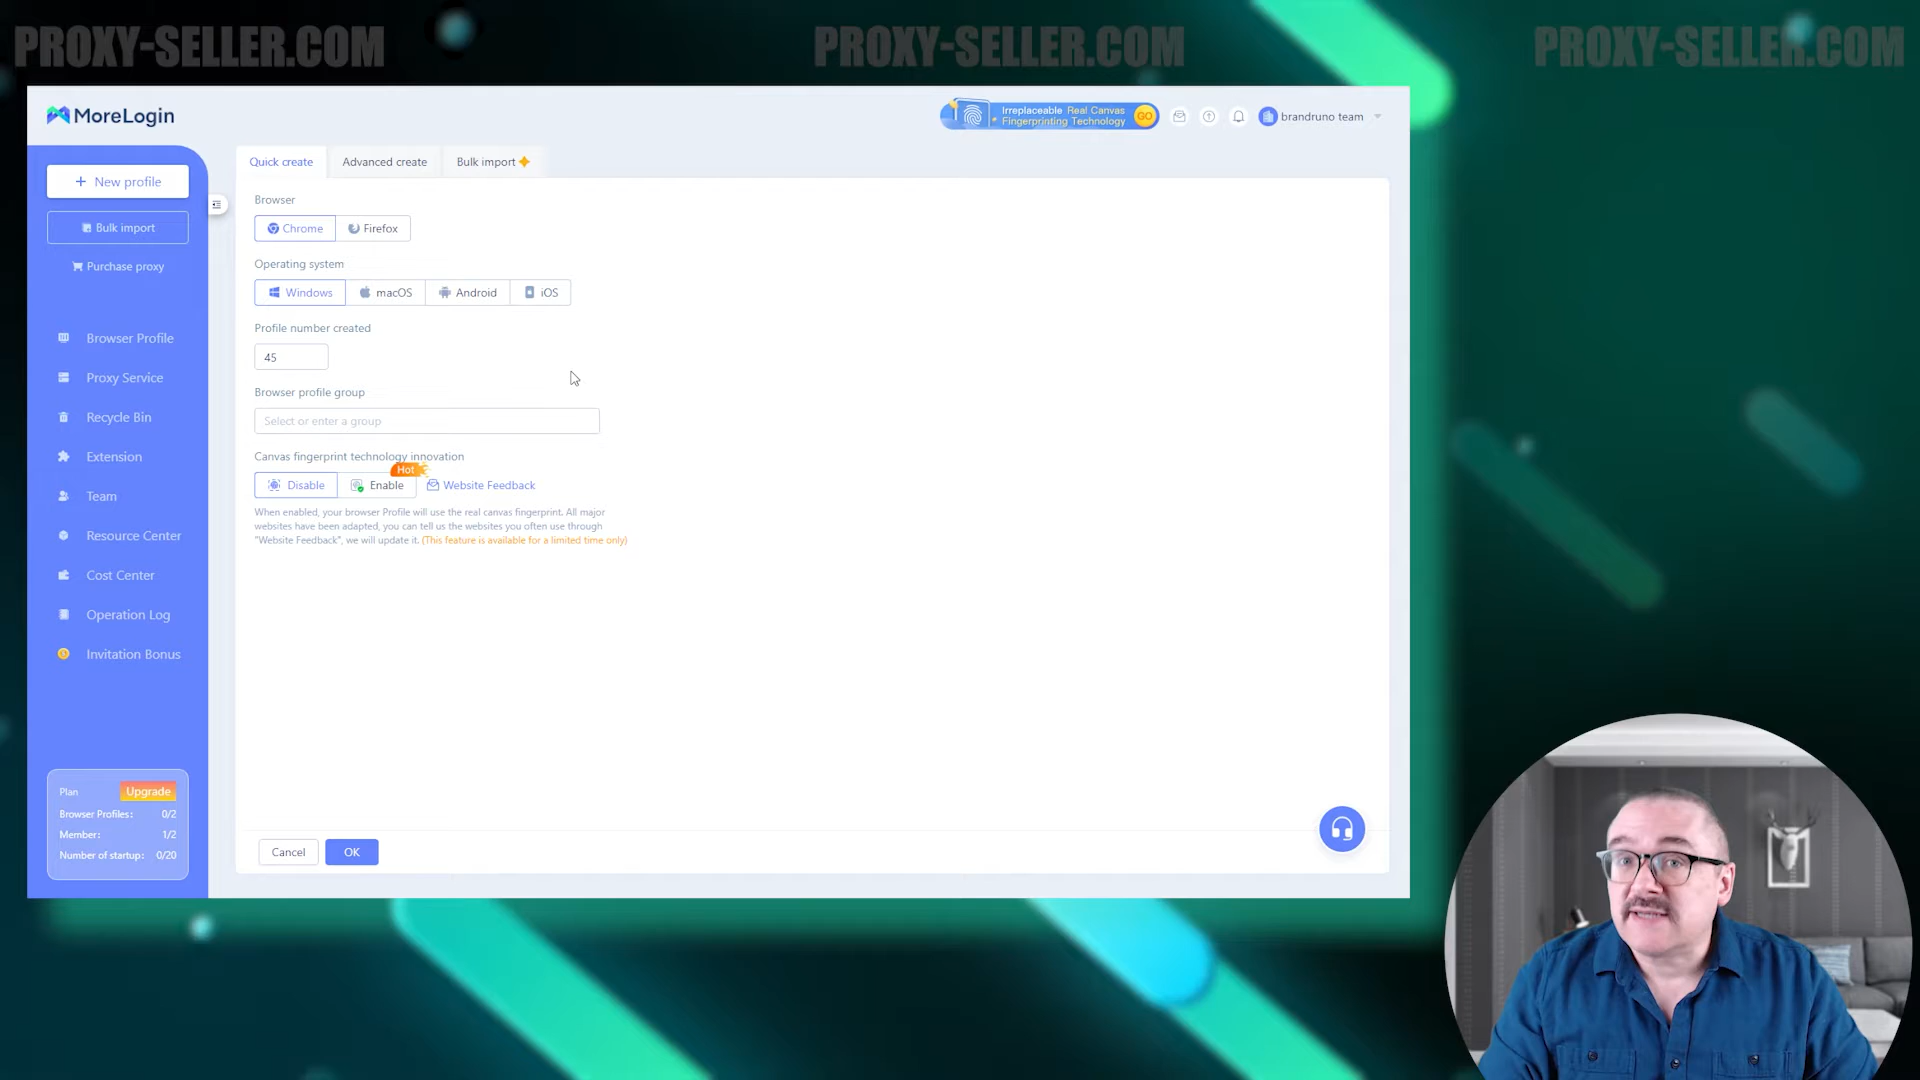 PROXY-SELLER.COM PROXY-SELLER.COM PROXY-SELLER.COM
MoreLogin
Irreplaceable Real Canvas
Fingerprinting Technology
GO
brandruno team
New profile
Bulk import
Purchase proxy
Browser Profile
Proxy Service
Recycle Bin
Extension
Team
Resource Center
Cost Center
Operation Log
Invitation Bonus
Plan Upgrade
Browser Profiles: 0/2
Member: 1/2
Number of startup: 0/20
Quick create Advanced create Bulk import
Browser
Chrome Firefox
Operating system
Windows macOS Android iOS
Profile number created
45
Browser profile group
Select or enter a group
Canvas fingerprint technology innovation
Hot
Disable Enable Website Feedback
When enabled, your browser Profile will use the real canvas fingerprint. All major
websites have been adapted, you can tell us the websites you often use through
"Website Feedback", we will update it. (This feature is available for a limited time only)
Cancel OK